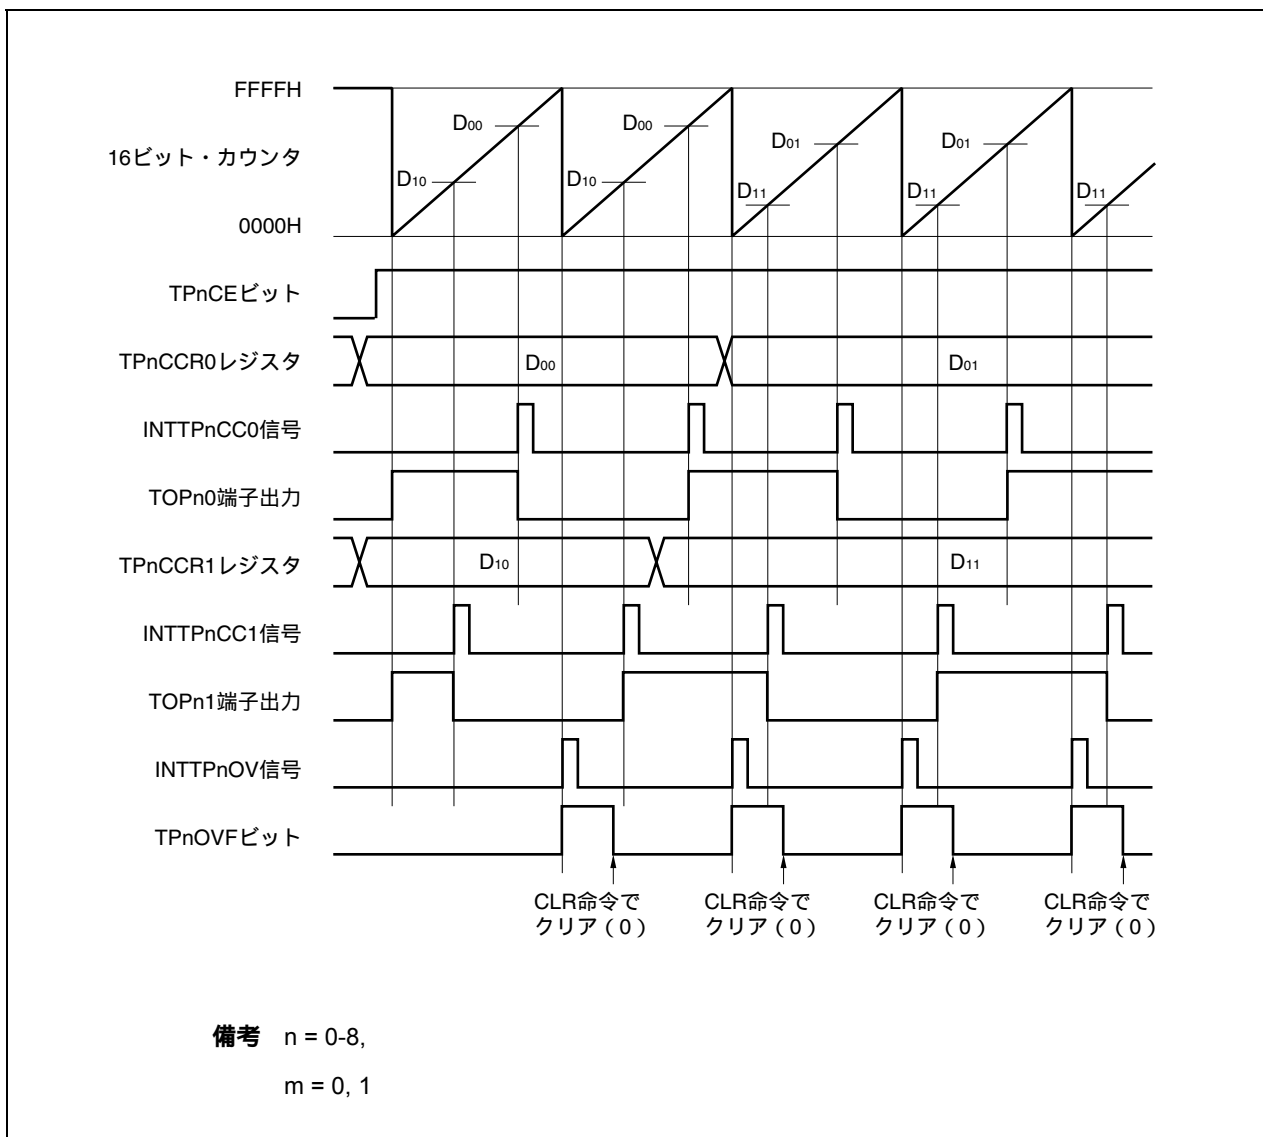 FFFFH
D00
D00
D01
D01
16ビット・カウンタ
D10
D10
D11
D11
D11
0000H
TPnCEビット
TPnCCR0レジスタ
D00
D01
INTTPnCC0信号
TOPn0端子出力
TPnCCR1レジスタ
D10
D11
INTTPnCC1信号
TOPn1端子出力
INTTPnOV信号
TPnOVFビット
CLR命令で
クリア（0）
CLR命令で
クリア（0）
CLR命令で
クリア（0）
CLR命令で
クリア（0）
備考 n = 0-8,
m = 0, 1